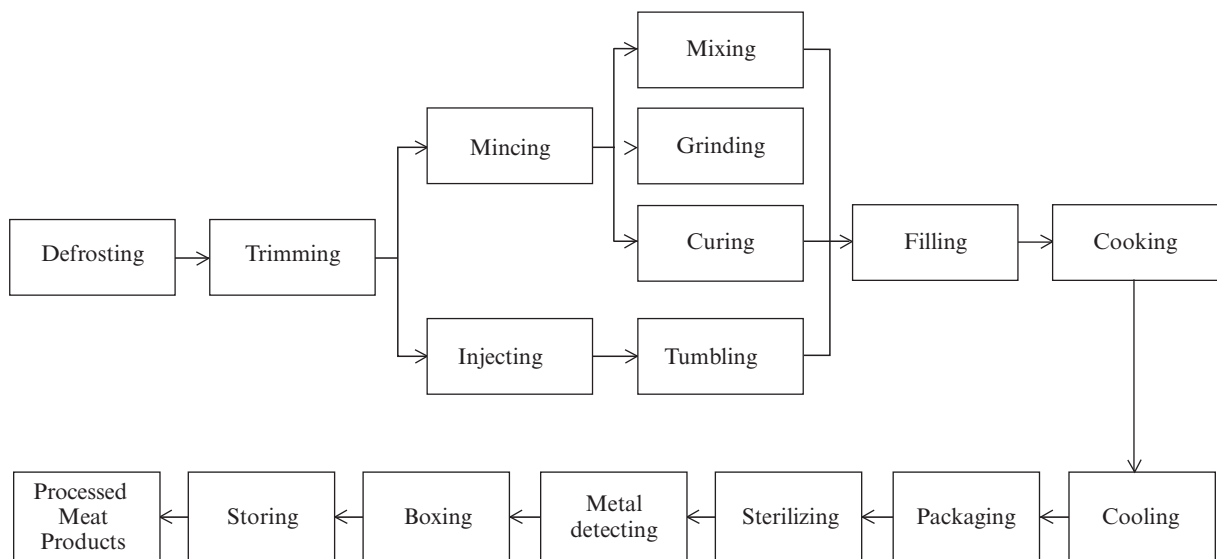 Mixing
Mincing
Grinding
Defrosting
Trimming
Curing
Filling
Cooking
Injecting
Tumbling
Processed
Meat
Products
Storing
Boxing
Metal
detecting
Sterilizing
Packaging
Cooling